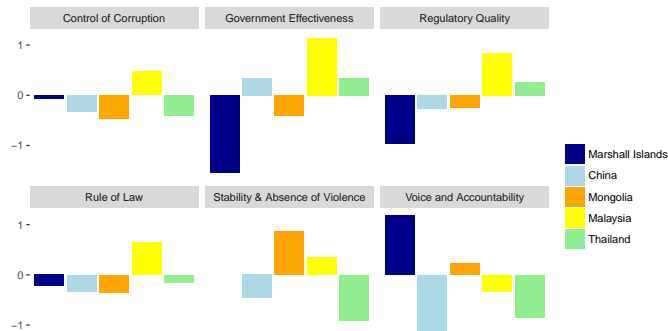 Control of Corruption
Government Effectiveness
Regulatory Quality
1
0
−1
Rule of Law
Stability & Absence of Violence
Voice and Accountability
1
0
−1
Marshall Islands
China
Mongolia
Malaysia
Thailand